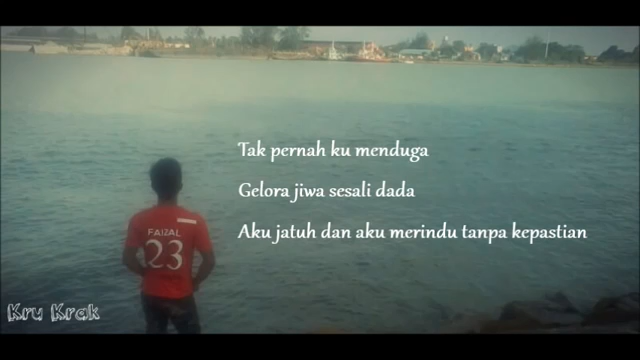 Tak pernah ku menduga
Gelora jiwa sesali dada
Aku jatuh dan aku merindu tanpa kepastian
FAIZAL
23
Kru Krak